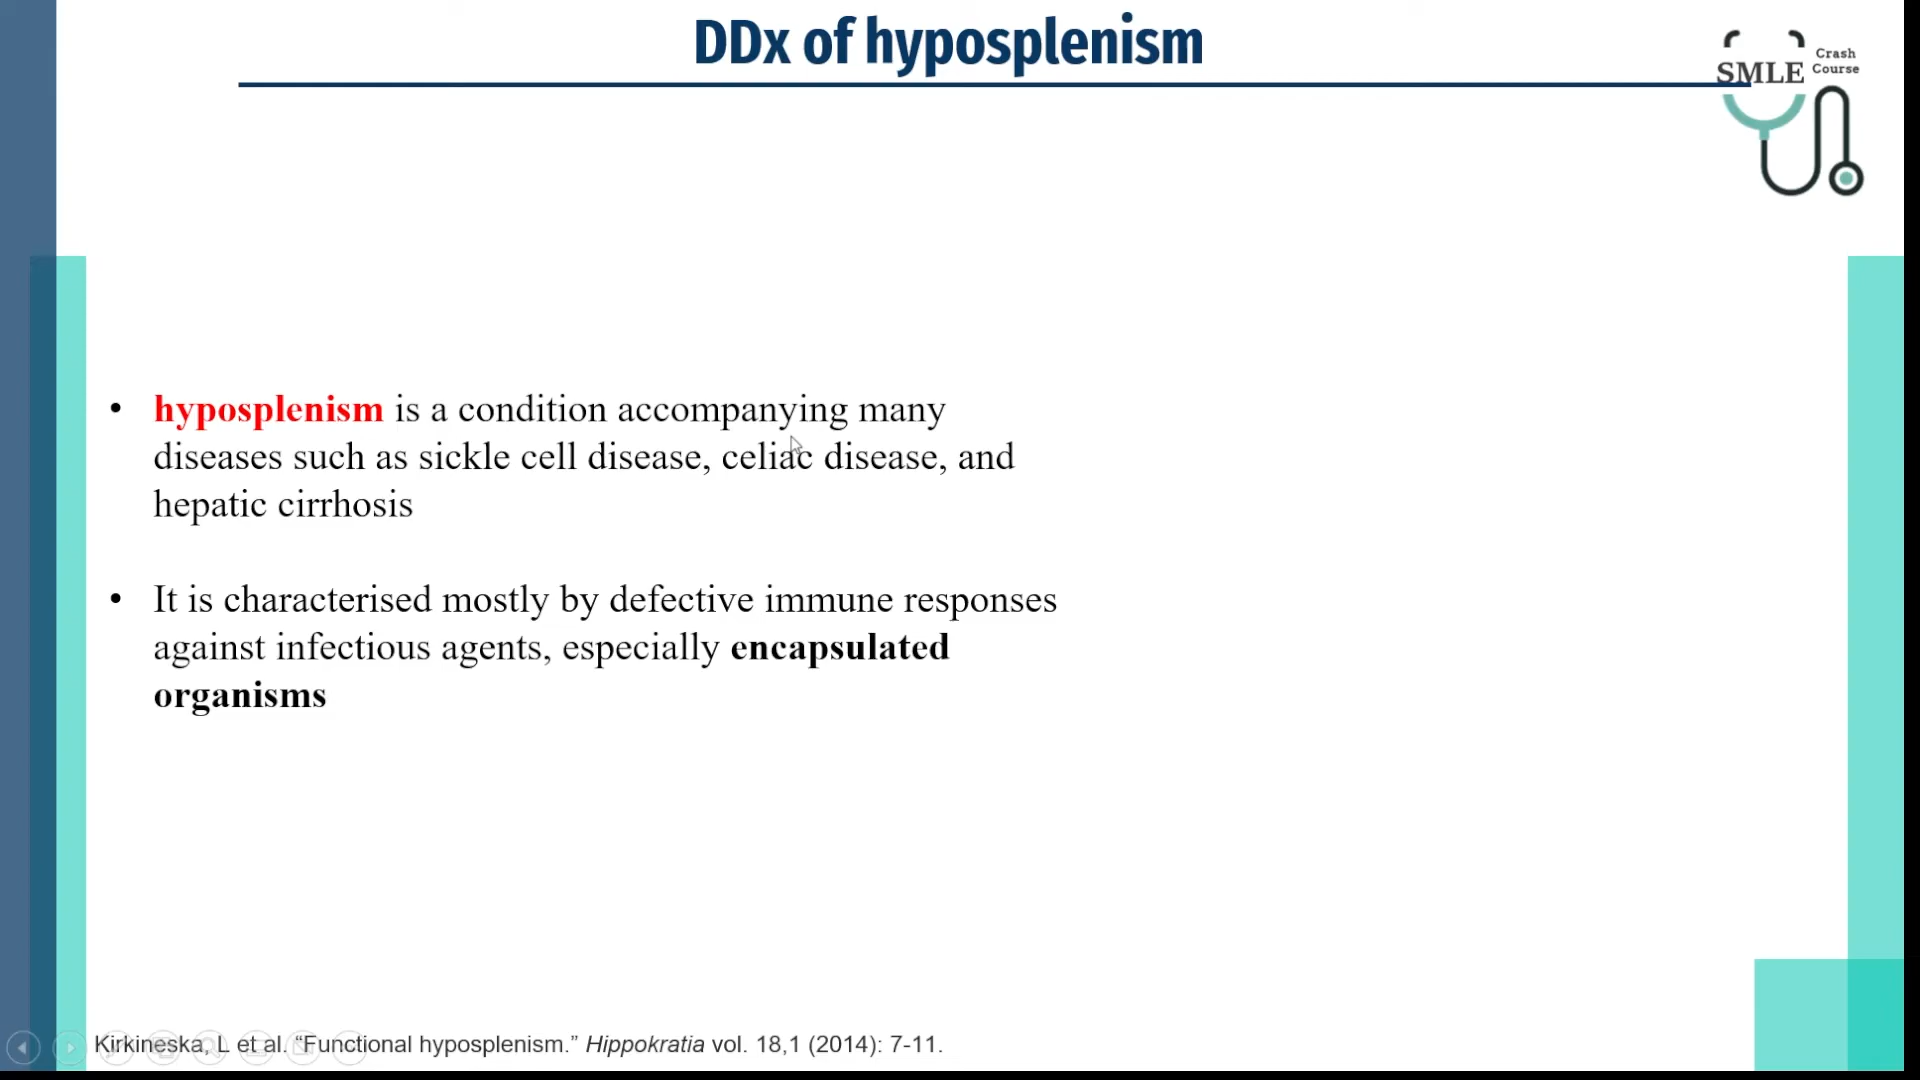 DDx of hyposplenism
Crash
SMLE Course
• hyposplenism is a condition accompanying many
diseases such as sickle cell disease, celiac disease, and
hepatic cirrhosis
• It is characterised mostly by defective immune responses
against infectious agents, especially encapsulated
organisms
Kirkineska, L et al. “Functional hyposplenism.” Hippokratia vol. 18,1 (2014): 7-11.